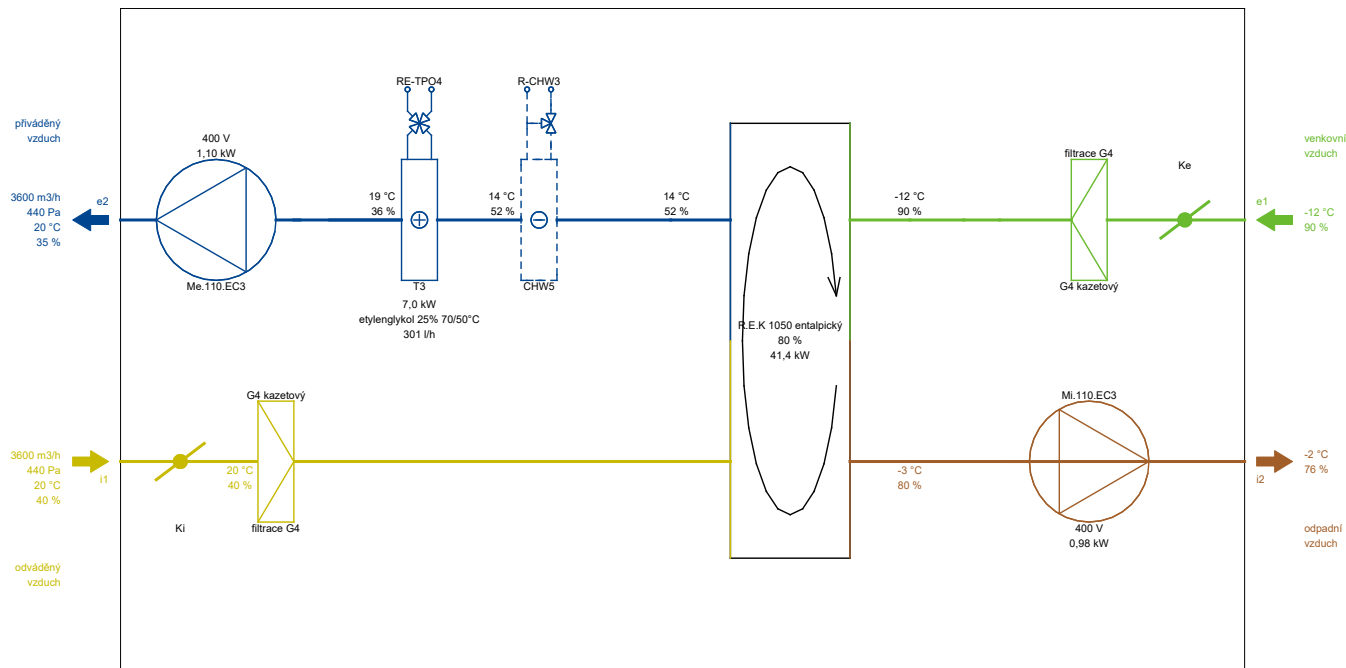 RE-TPO4
R-CHW3
přiváděný
vzduch
400 V
1,10 kW
filtrace G4
Ke
venkovní
vzduch
3600 m3/h
440 Pa
20 °C
35 %
e2
19 °C
36 %
14 °C
52 %
14 °C
52 %
-12 °C
90 %
e1
-12 °C
90 %
Me.110.EC3
T3
CHW5
G4 kazetový
7,0 kW
etylenglykol 25% 70/50°C
301 l/h
R.E.K 1050 entalpický
80 %
41,4 kW
G4 kazetový
Mi.110.EC3
3600 m3/h
440 Pa
20 °C
40 %
i1
20 °C
40 %
-3 °C
80 %
i2
-2 °C
76 %
Ki
filtrace G4
400 V
0,98 kW
odpadní
vzduch
odváděný
vzduch